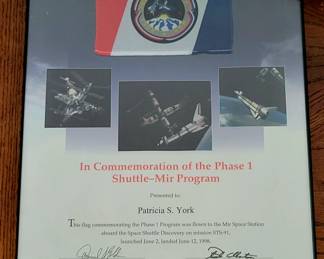 In Commemoration of the Phase 1
Shuttle–Mir Program
Presented to
Patricia S. York
This flag commemorating the Phase 1 Program was flown to the Mir Space Station
aboard the Space Shuttle Discovery on mission STS-91,
launched June 2, landed June 12, 1998.